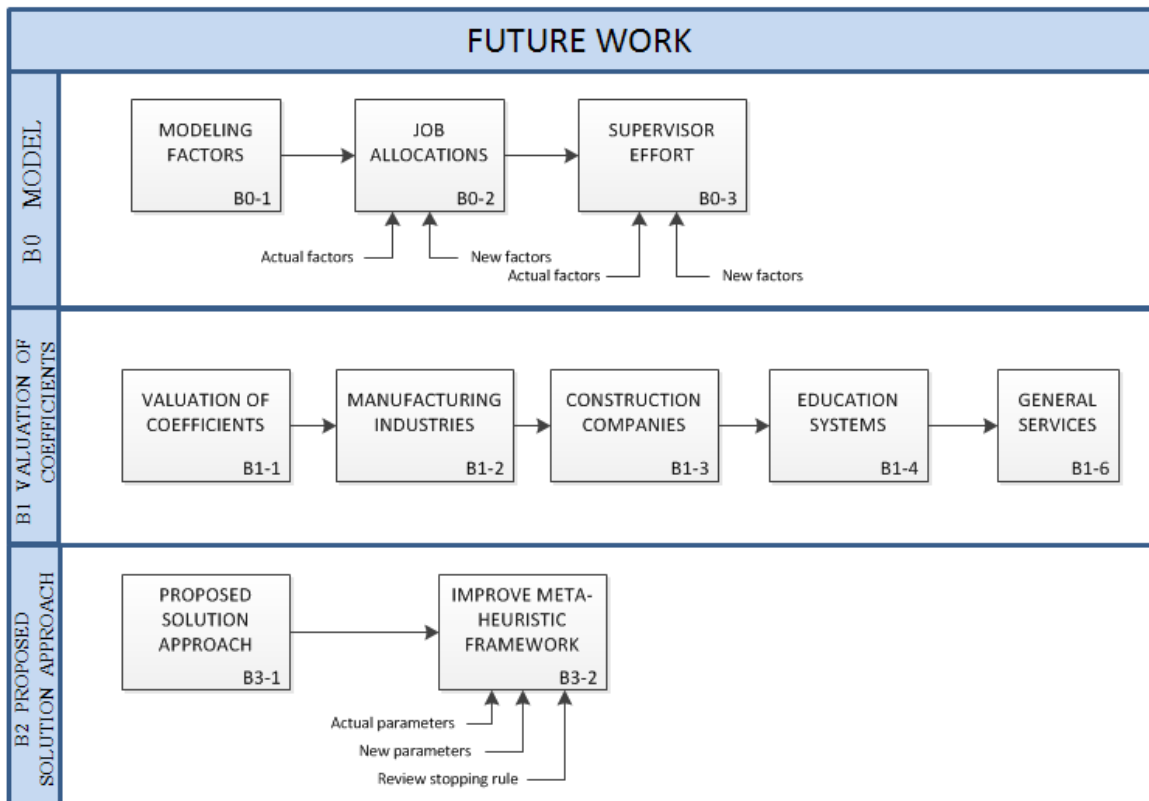 FUTURE WORK
B0 MODEL
MODELING
FACTORS
B0-1
JOB
ALLOCATIONS
B0-2
SUPERVISOR
EFFORT
B0-3
Actual factors
New factors
Actual factors
New factors
B1 VALUATION OF
COEFFICIENTS
VALUATION OF
COEFFICIENTS
B1-1
MANUFACTURING
INDUSTRIES
B1-2
CONSTRUCTION
COMPANIES
B1-3
EDUCATION
SYSTEMS
B1-4
GENERAL
SERVICES
B1-6
B2 PROPOSED
SOLUTION APPROACH
PROPOSED
SOLUTION
APPROACH
B3-1
IMPROVE META-
HEURISTIC
FRAMEWORK
B3-2
Actual parameters
New parameters
Review stopping rule